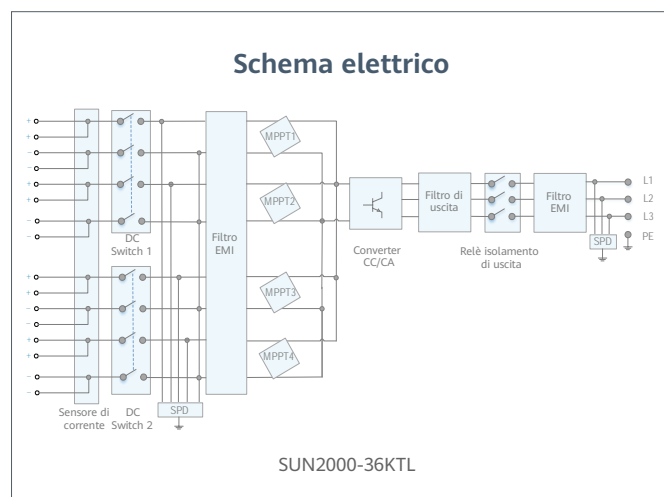 Schema elettrico
+
+
-
-
+
+
-
-
+
+
-
-
+
+
-
-
DC
Switch 1
DC
Switch 2
Sensore di
corrente
SPD
Filtro
EMI
MPPT1
MPPT2
MPPT3
MPPT4
Converter
CC/CA
Filtro di
uscita
Relè isolamento
di uscita
Filtro
EMI
SPD
L1
L2
L3
PE
SUN2000-36KTL